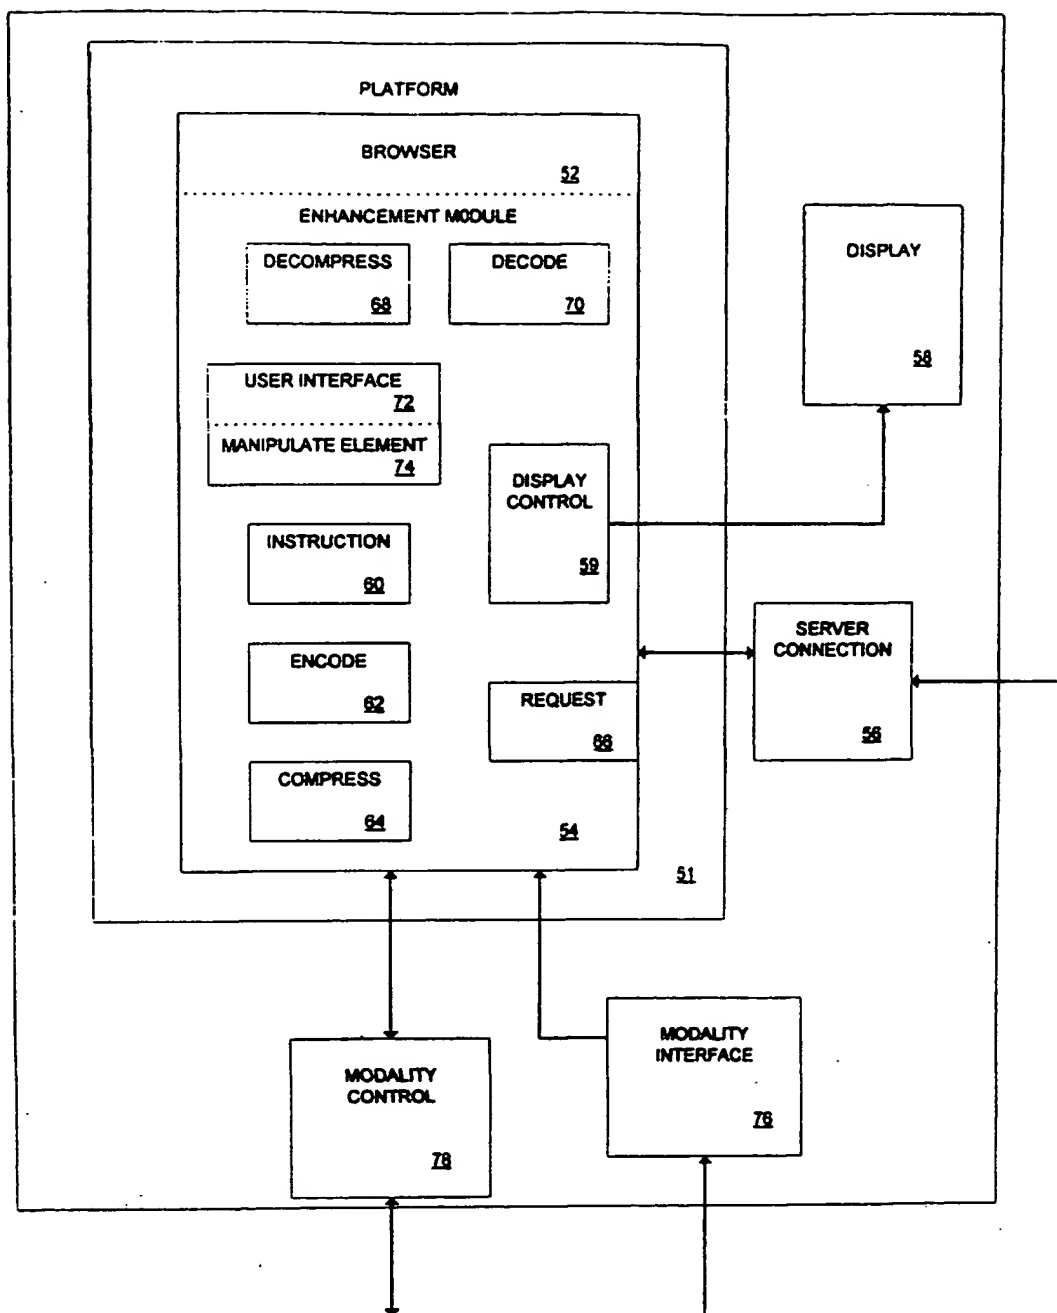 PLATFORM
BROWSER
52
ENHANCEMENT MODULE
DECOMPRESS
68
DECODE
70
DISPLAY
58
USER INTERFACE
72
MANIPULATE ELEMENT
74
DISPLAY
CONTROL
59
INSTRUCTION
60
SERVER
CONNECTION
56
ENCODE
62
REQUEST
66
COMPRESS
64
54
51
MODALITY
INTERFACE
76
MODALITY
CONTROL
78